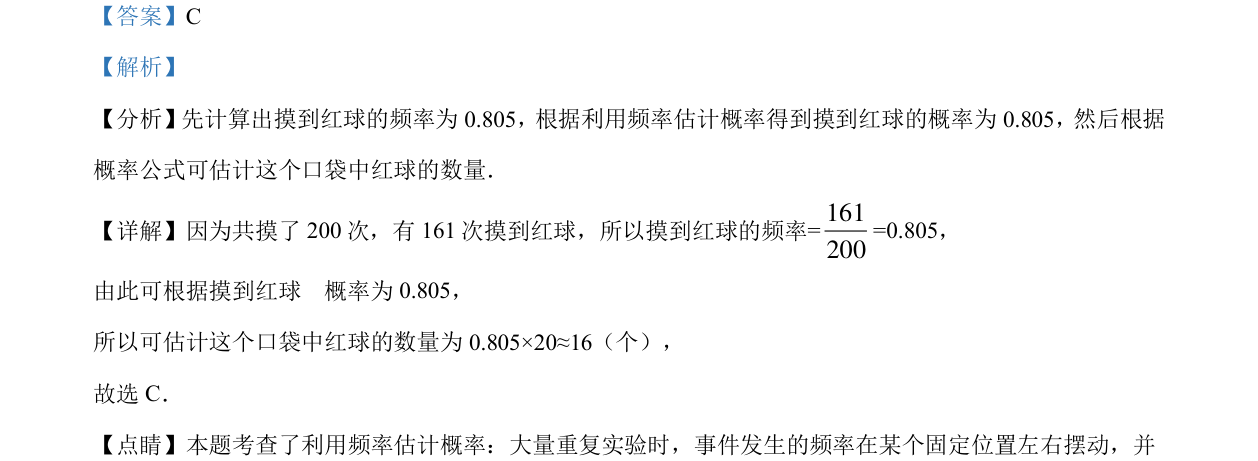 【答案】C
【解析】
【分析】先计算出摸到红球的频率为 0.805，根据利用频率估计概率得到摸到红球的概率为 0.805，然后根据
概率公式可估计这个口袋中红球的数量．
【详解】因为共摸了 200 次，有 161 次摸到红球，所以摸到红球的频率=161/200=0.805，
由此可根据摸到红球　概率为 0.805，
所以可估计这个口袋中红球的数量为 0.805×20≈16（个），
故选 C．
【点睛】本题考查了利用频率估计概率：大量重复实验时，事件发生的频率在某个固定位置左右摆动，并